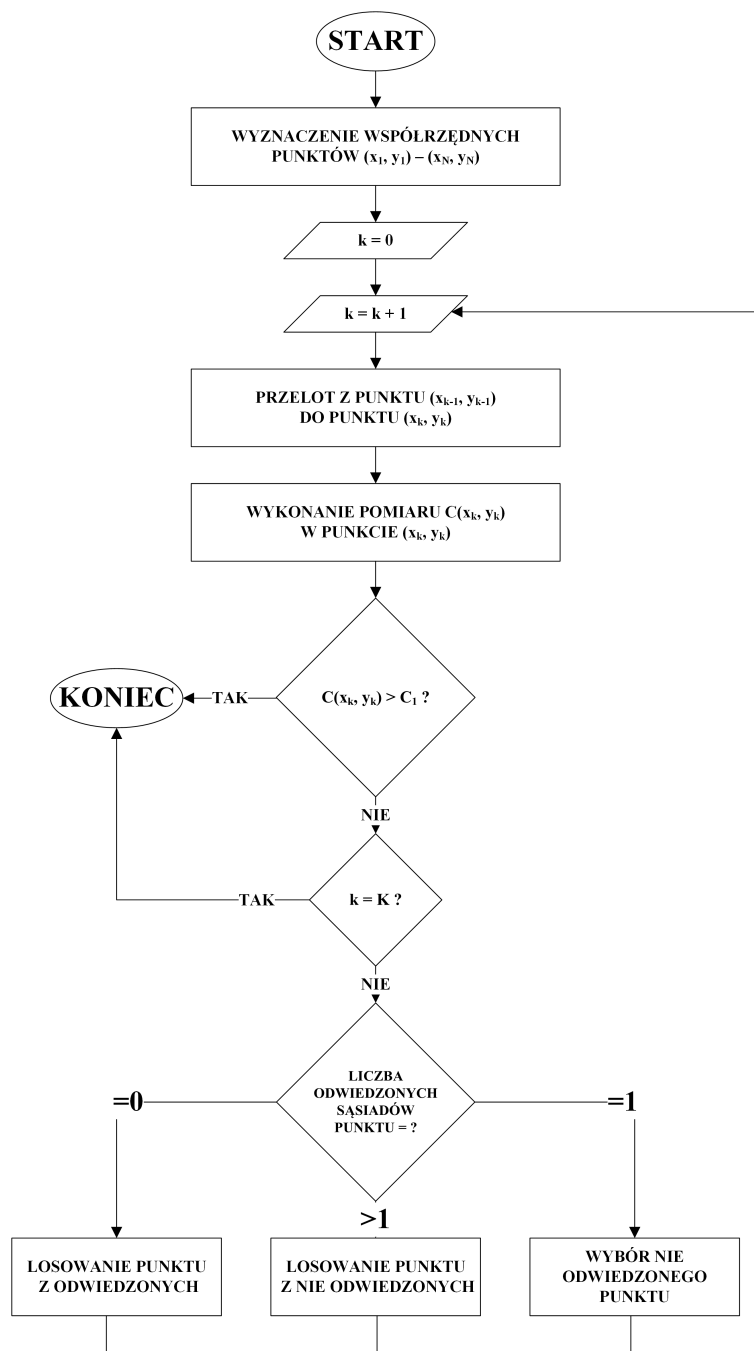 START
WYZNACZENIE WSPÓŁRZĘDNYCH
PUNKTÓW (x₁, y₁) – (x_N, y_N)
k = 0
k = k + 1
PRZELOT Z PUNKTU (xₖ₋₁, yₖ₋₁)
DO PUNKTU (xₖ, yₖ)
WYKONANIE POMIARU C(xₖ, yₖ)
W PUNKCIE (xₖ, yₖ)
C(xₖ, yₖ) > C₁ ?
TAK
KONIEC
NIE
k = K ?
TAK
NIE
LICZBA
ODWIEDZONYCH
SĄSIADÓW
PUNKTU = ?
=0
=1
>1
LOSOWANIE PUNKTU
Z ODWIEDZONYCH
LOSOWANIE PUNKTU
Z NIE ODWIEDZONYCH
WYBÓR NIE
ODWIEDZONEGO
PUNKTU